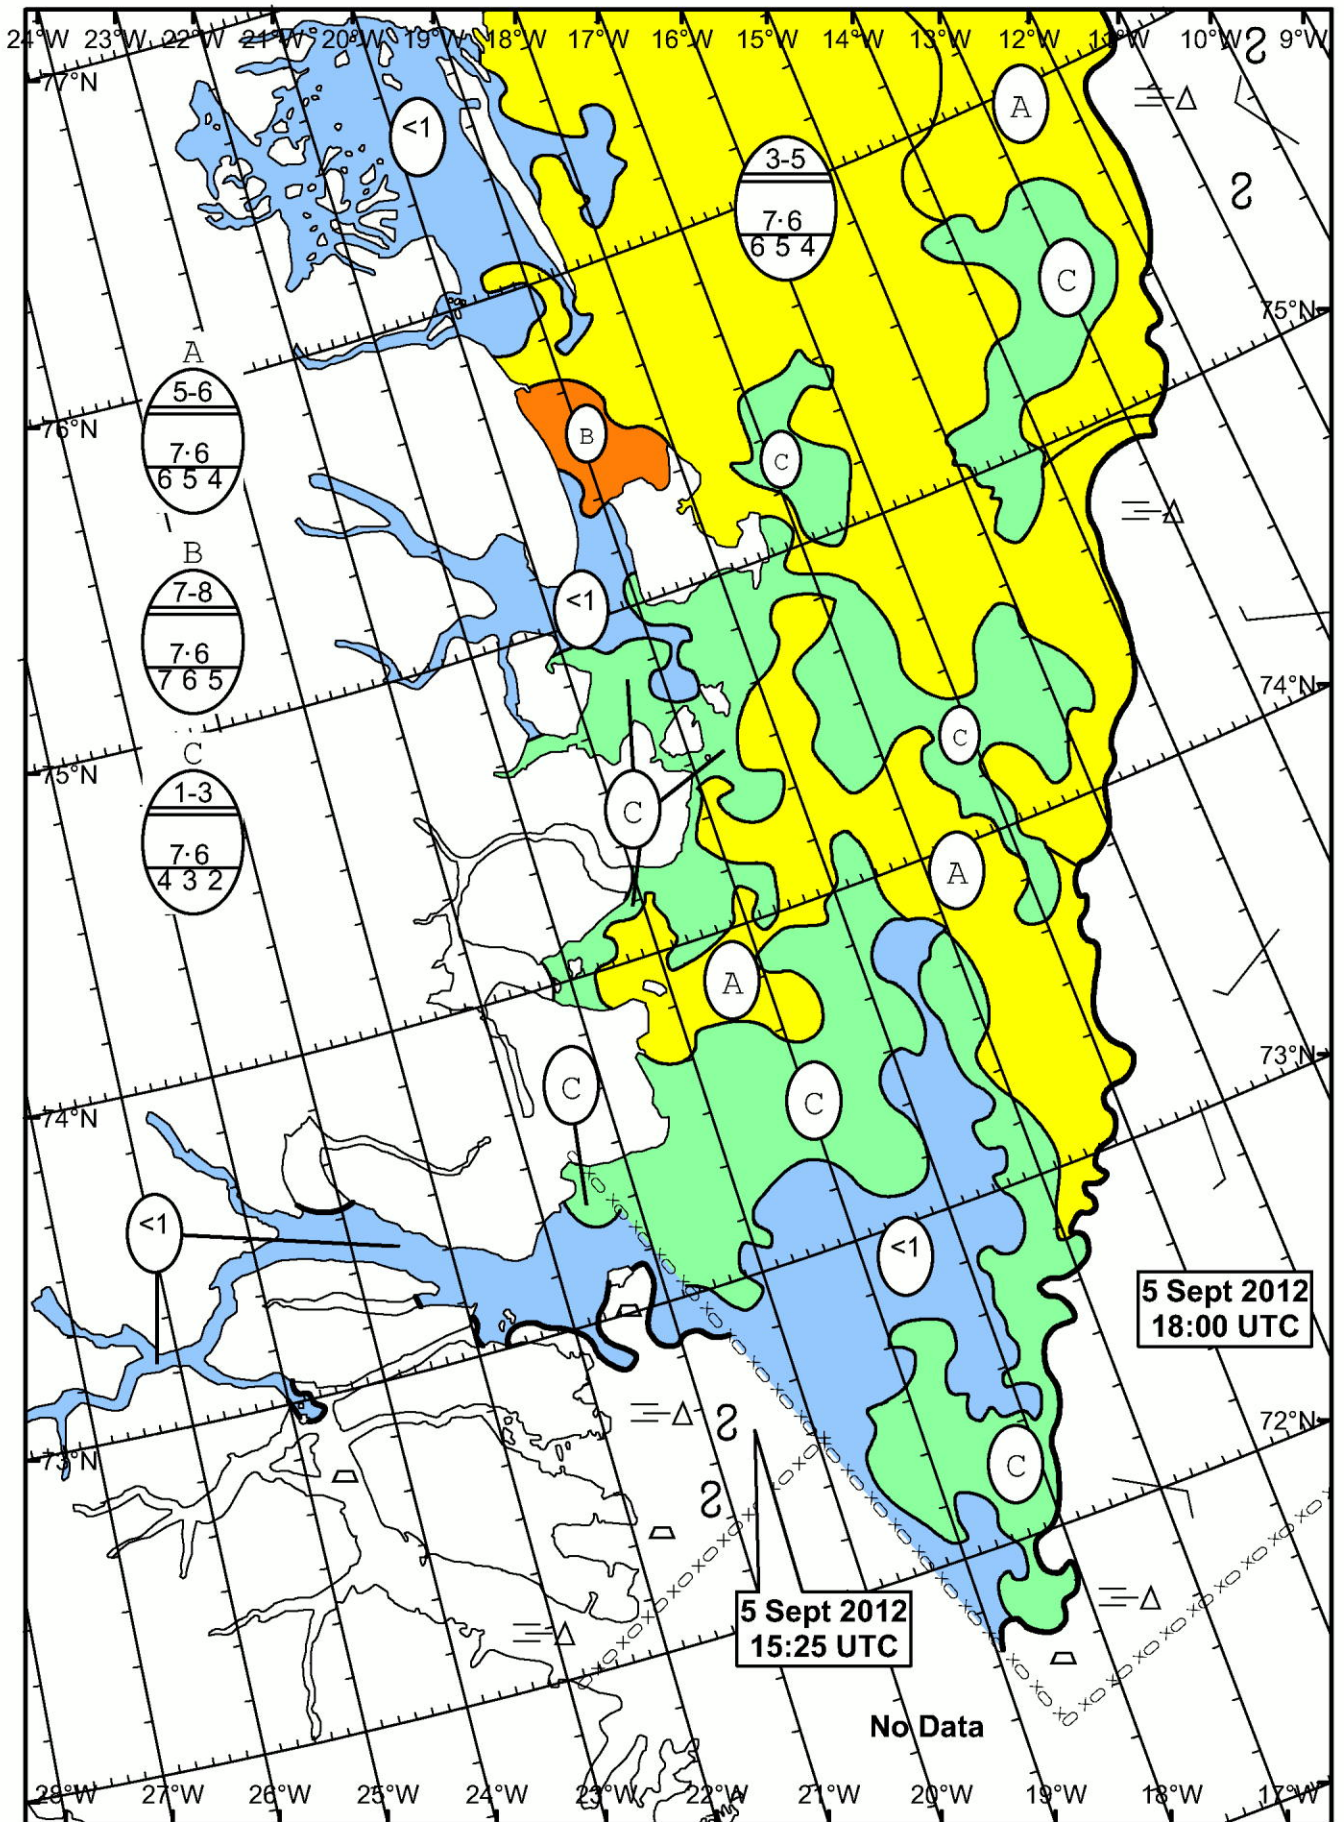 24°W 23°W 22°W 21°W 20°W 19°W 18°W 17°W 16°W 15°W 14°W 13°W 12°W 11°W 10°W 9°W
77°N
A
<1
3-5
7·6
6 5 4
C
75°N
A
5-6
7·6
6 5 4
76°N
B
C
B
7-8
7·6
7 6 5
<1
74°N
C
C
1-3
7·6
4 3 2
75°N
C
A
A
73°N
C
C
74°N
<1
<1
5 Sept 2012
18:00 UTC
72°N
73°N
C
5 Sept 2012
15:25 UTC
No Data
28°W 27°W 26°W 25°W 24°W 23°W 22°W 21°W 20°W 19°W 18°W 17°W